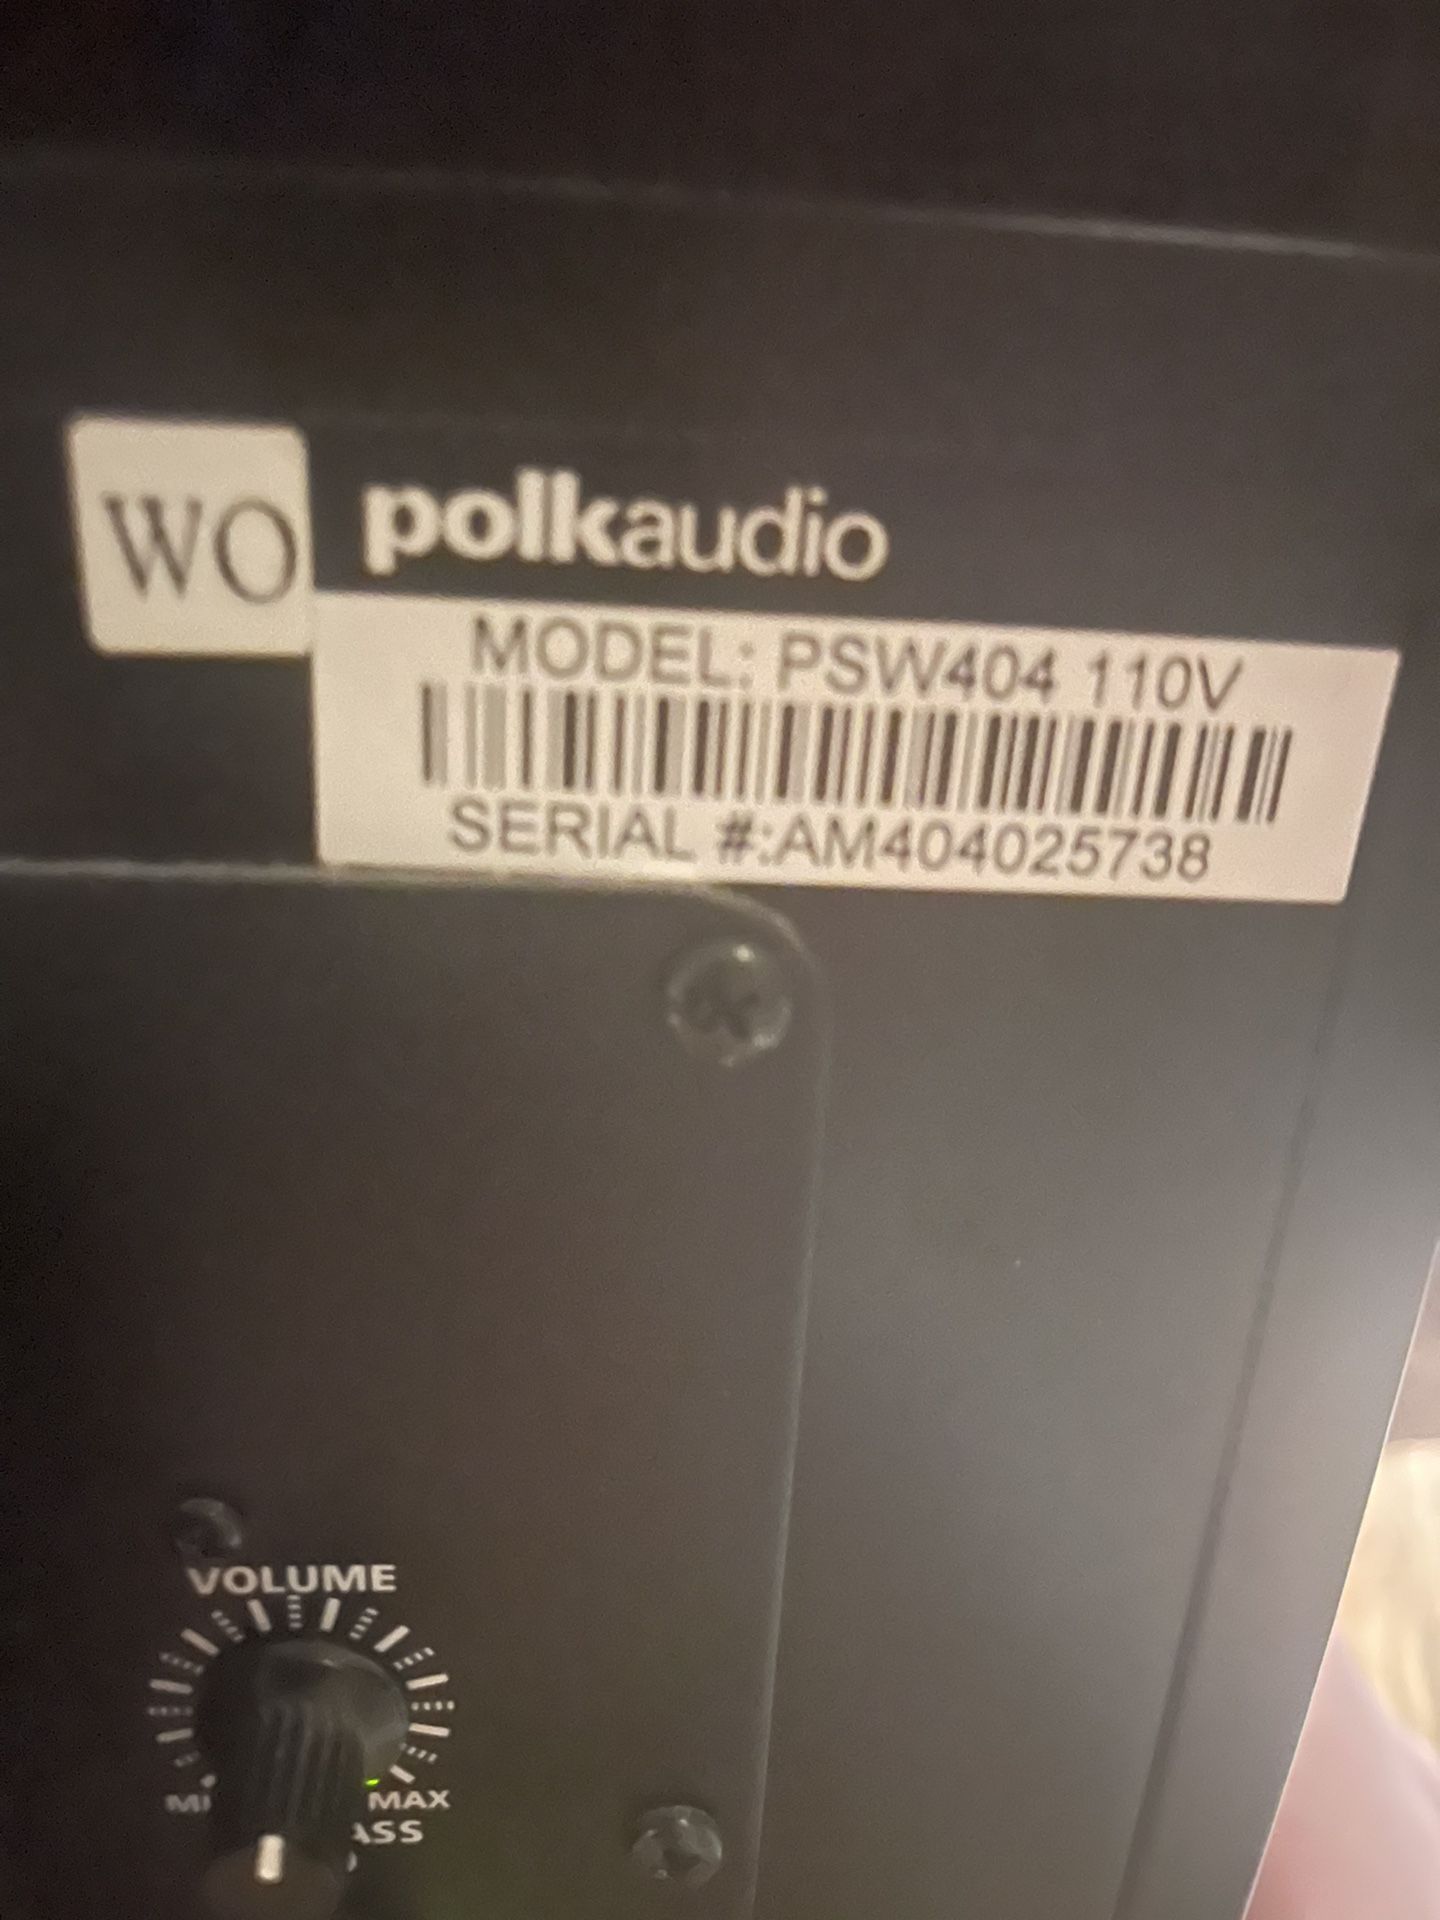 WO
polkaudio
MODEL: PSW404 110V
SERIAL #:AM404025738
VOLUME
MAX